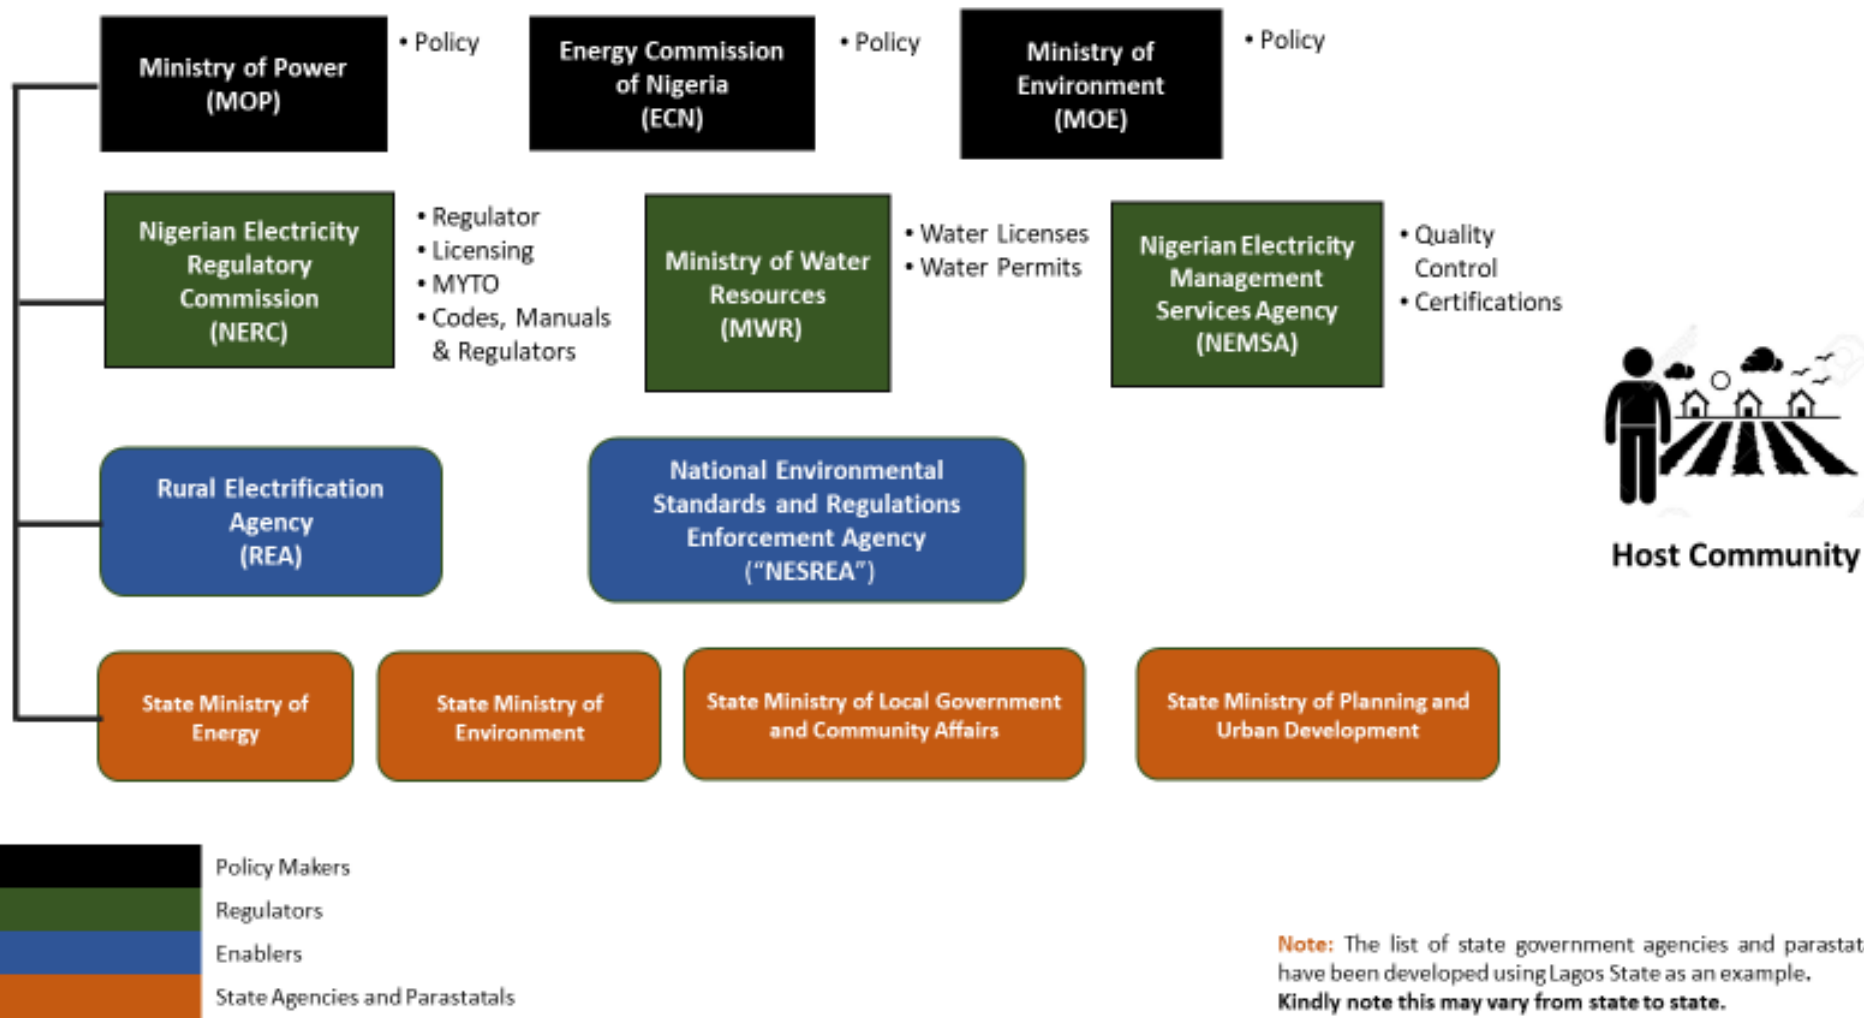 Ministry of Power
(MOP)
• Policy
Energy Commission
of Nigeria
(ECN)
• Policy
Ministry of
Environment
(MOE)
• Policy
Nigerian Electricity
Regulatory
Commission
(NERC)
• Regulator
• Licensing
• MYTO
• Codes, Manuals
& Regulators
Ministry of Water
Resources
(MWR)
• Water Licenses
• Water Permits
Nigerian Electricity
Management
Services Agency
(NEMSA)
• Quality
Control
• Certifications
Host Community
Rural Electrification
Agency
(REA)
National Environmental
Standards and Regulations
Enforcement Agency
(“NESREA”)
State Ministry of
Energy
State Ministry of
Environment
State Ministry of Local Government
and Community Affairs
State Ministry of Planning and
Urban Development
Policy Makers
Regulators
Enablers
State Agencies and Parastatals
Note: The list of state government agencies and parastat
have been developed using Lagos State as an example.
Kindly note this may vary from state to state.